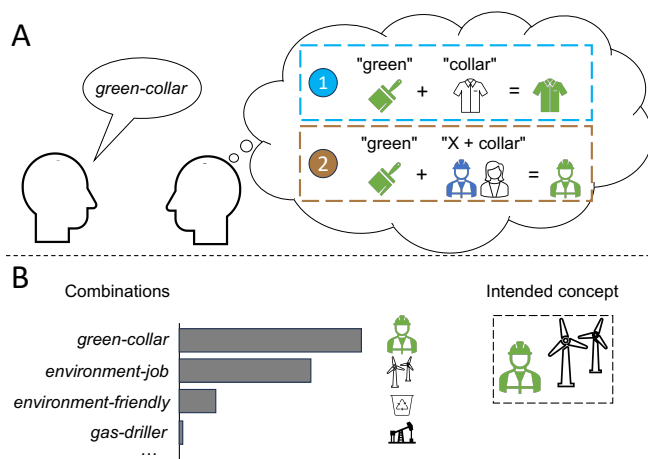 A
green-collar
1
"green" "collar"
+ =
2
"green" "X + collar"
+ =
B
Combinations
Intended concept
green-collar
environment-job
environment-friendly
gas-driller
...